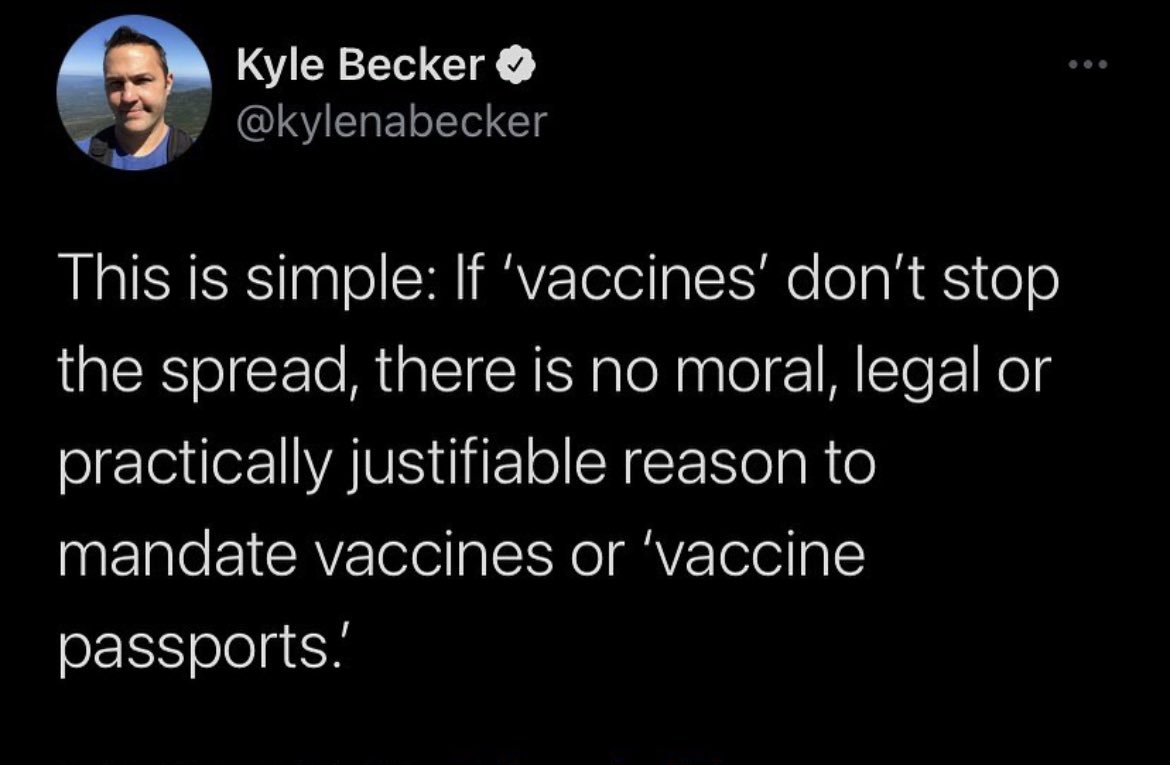 Kyle Becker
@kylenabecker
This is simple: If ‘vaccines’ don’t stop
the spread, there is no moral, legal or
practically justifiable reason to
mandate vaccines or ‘vaccine
passports.’